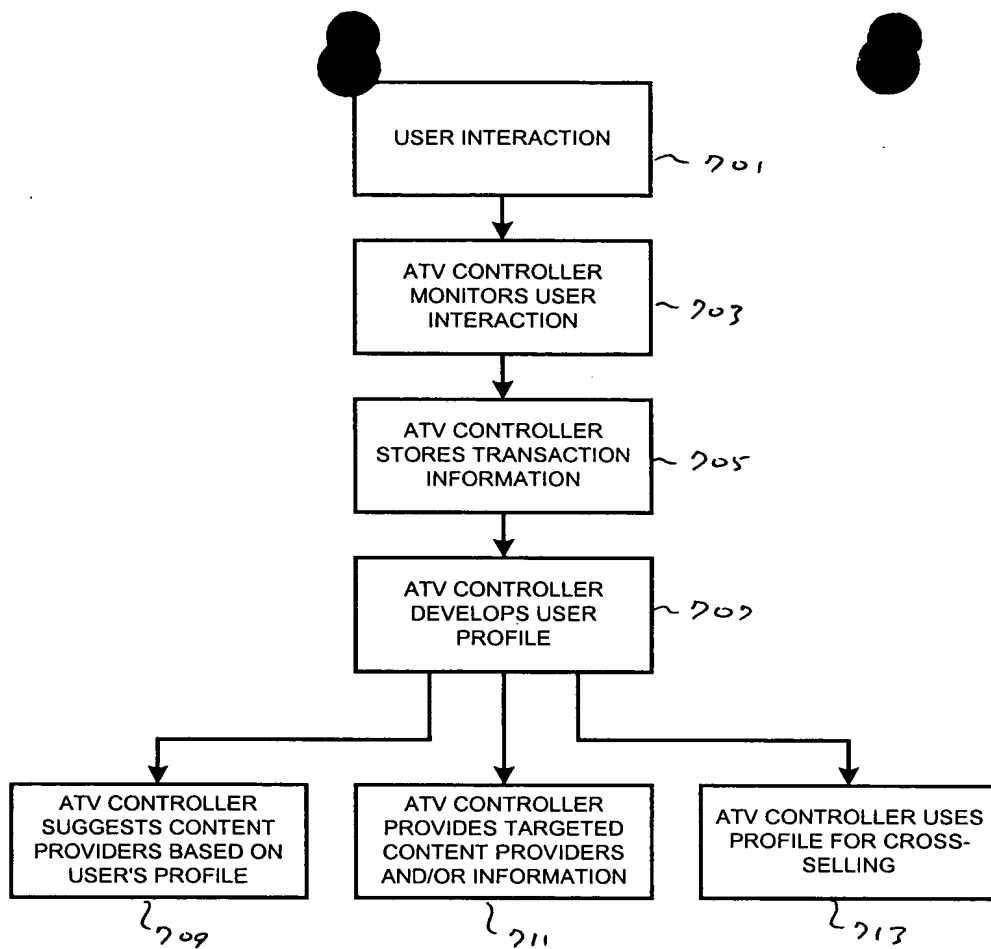 USER INTERACTION
701
ATV CONTROLLER
MONITORS USER
INTERACTION
703
ATV CONTROLLER
STORES TRANSACTION
INFORMATION
705
ATV CONTROLLER
DEVELOPS USER
PROFILE
707
ATV CONTROLLER
SUGGESTS CONTENT
PROVIDERS BASED ON
USER'S PROFILE
709
ATV CONTROLLER
PROVIDES TARGETED
CONTENT PROVIDERS
AND/OR INFORMATION
711
ATV CONTROLLER USES
PROFILE FOR CROSS-
SELLING
713